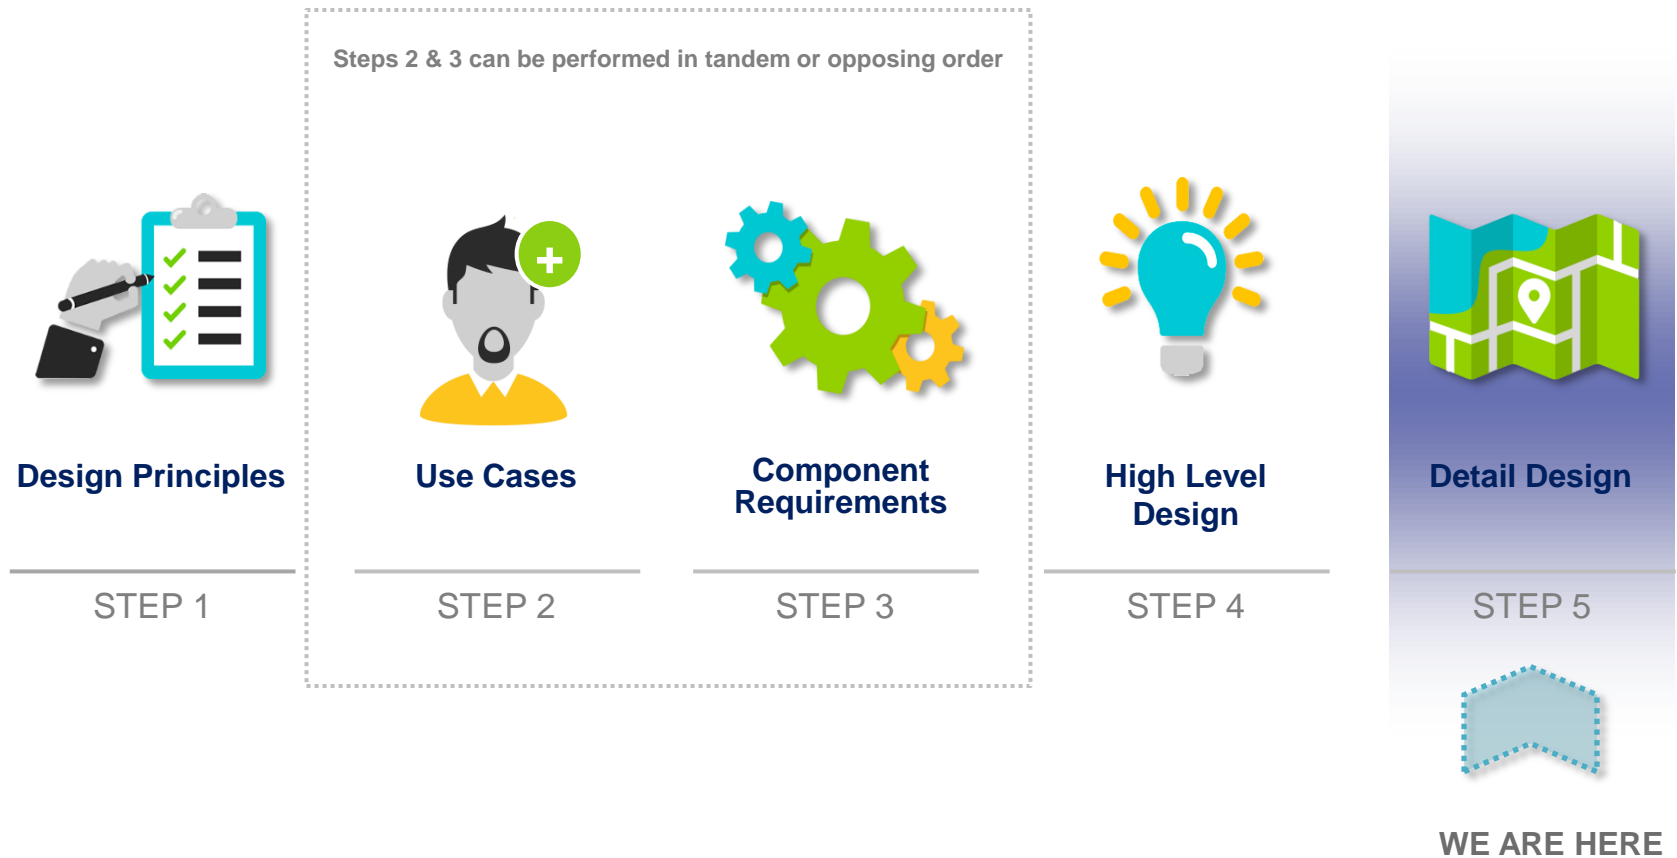 Steps 2 & 3 can be performed in tandem or opposing order
Design Principles
Use Cases
Component
Requirements
High Level
Design
Detail Design
STEP 1
STEP 2
STEP 3
STEP 4
STEP 5
WE ARE HERE